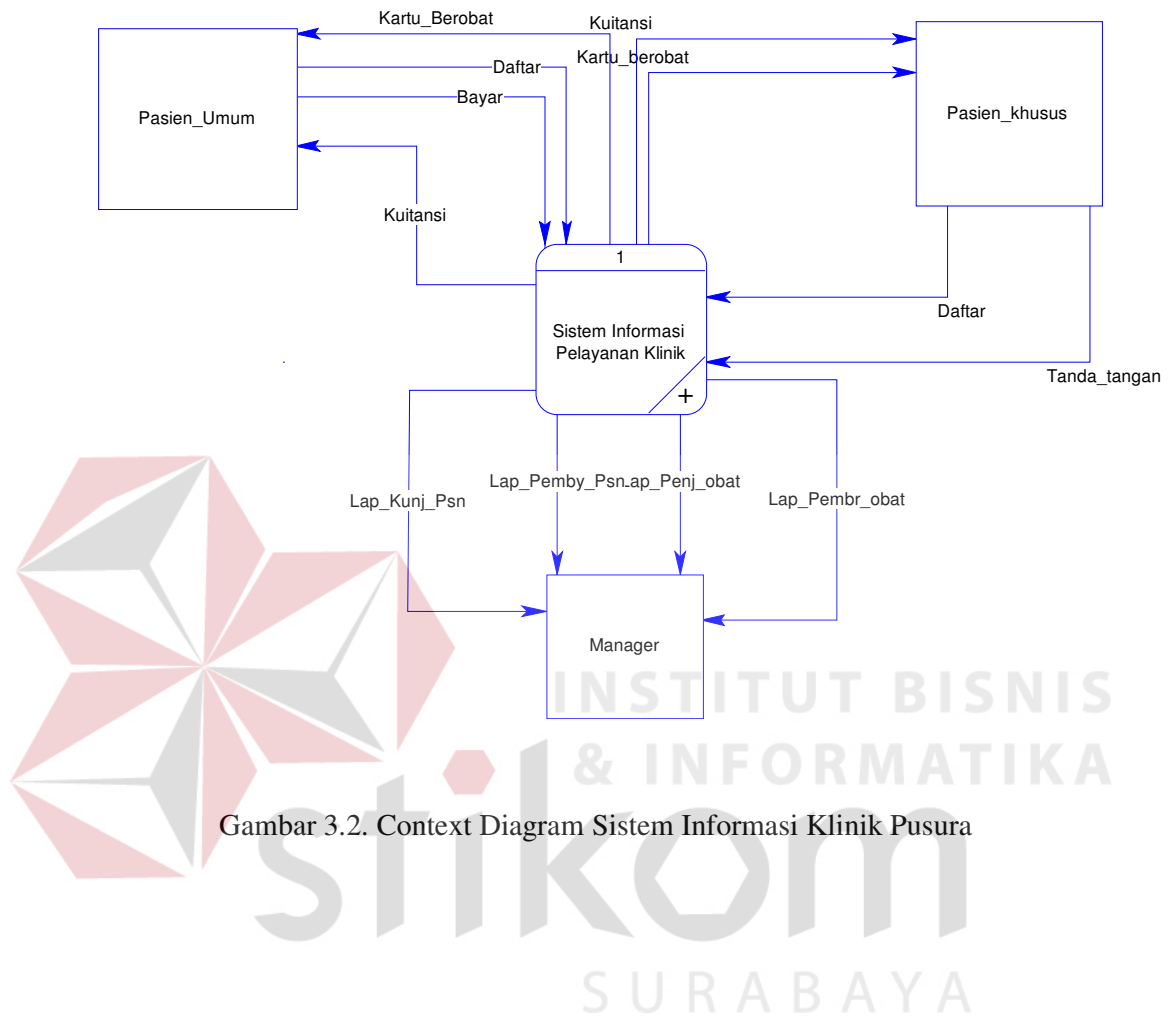 Kartu_Berobat
Kuitansi
Kartu_berobat
Daftar
Bayar
Pasien_Umum
Pasien_khusus
Kuitansi
1
Sistem Informasi
Pelayanan Klinik
+
Daftar
Tanda_tangan
Lap_Kunj_Psn
Lap_Pemby_Psn
Lap_Penj_obat
Lap_Pembr_obat
Manager
INSTITUT BISNIS
& INFORMATIKA
Gambar 3.2. Context Diagram Sistem Informasi Klinik Pusura
stikom
SURABAYA